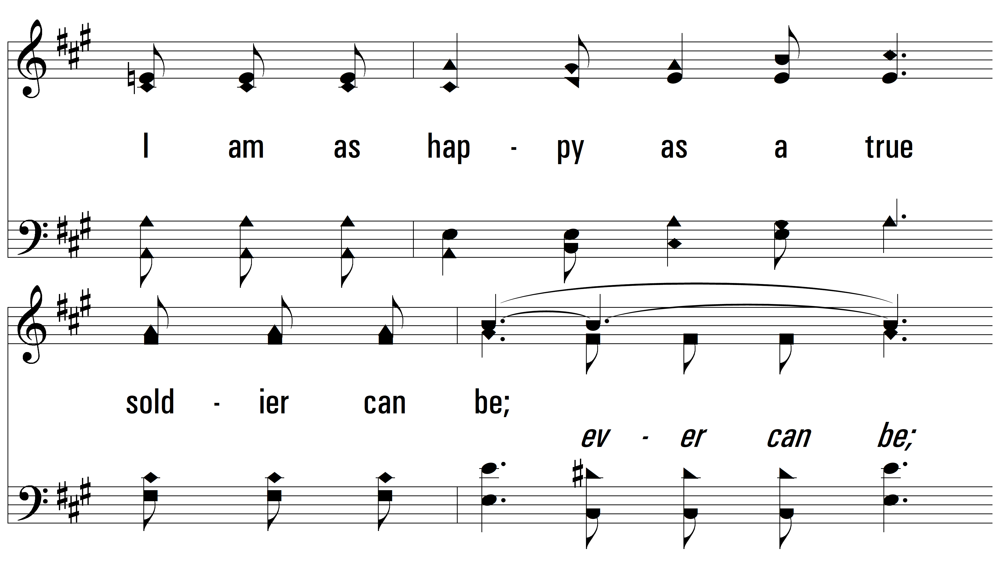 I am as hap - py as a true
sold - ier can be;
ev - er can be;